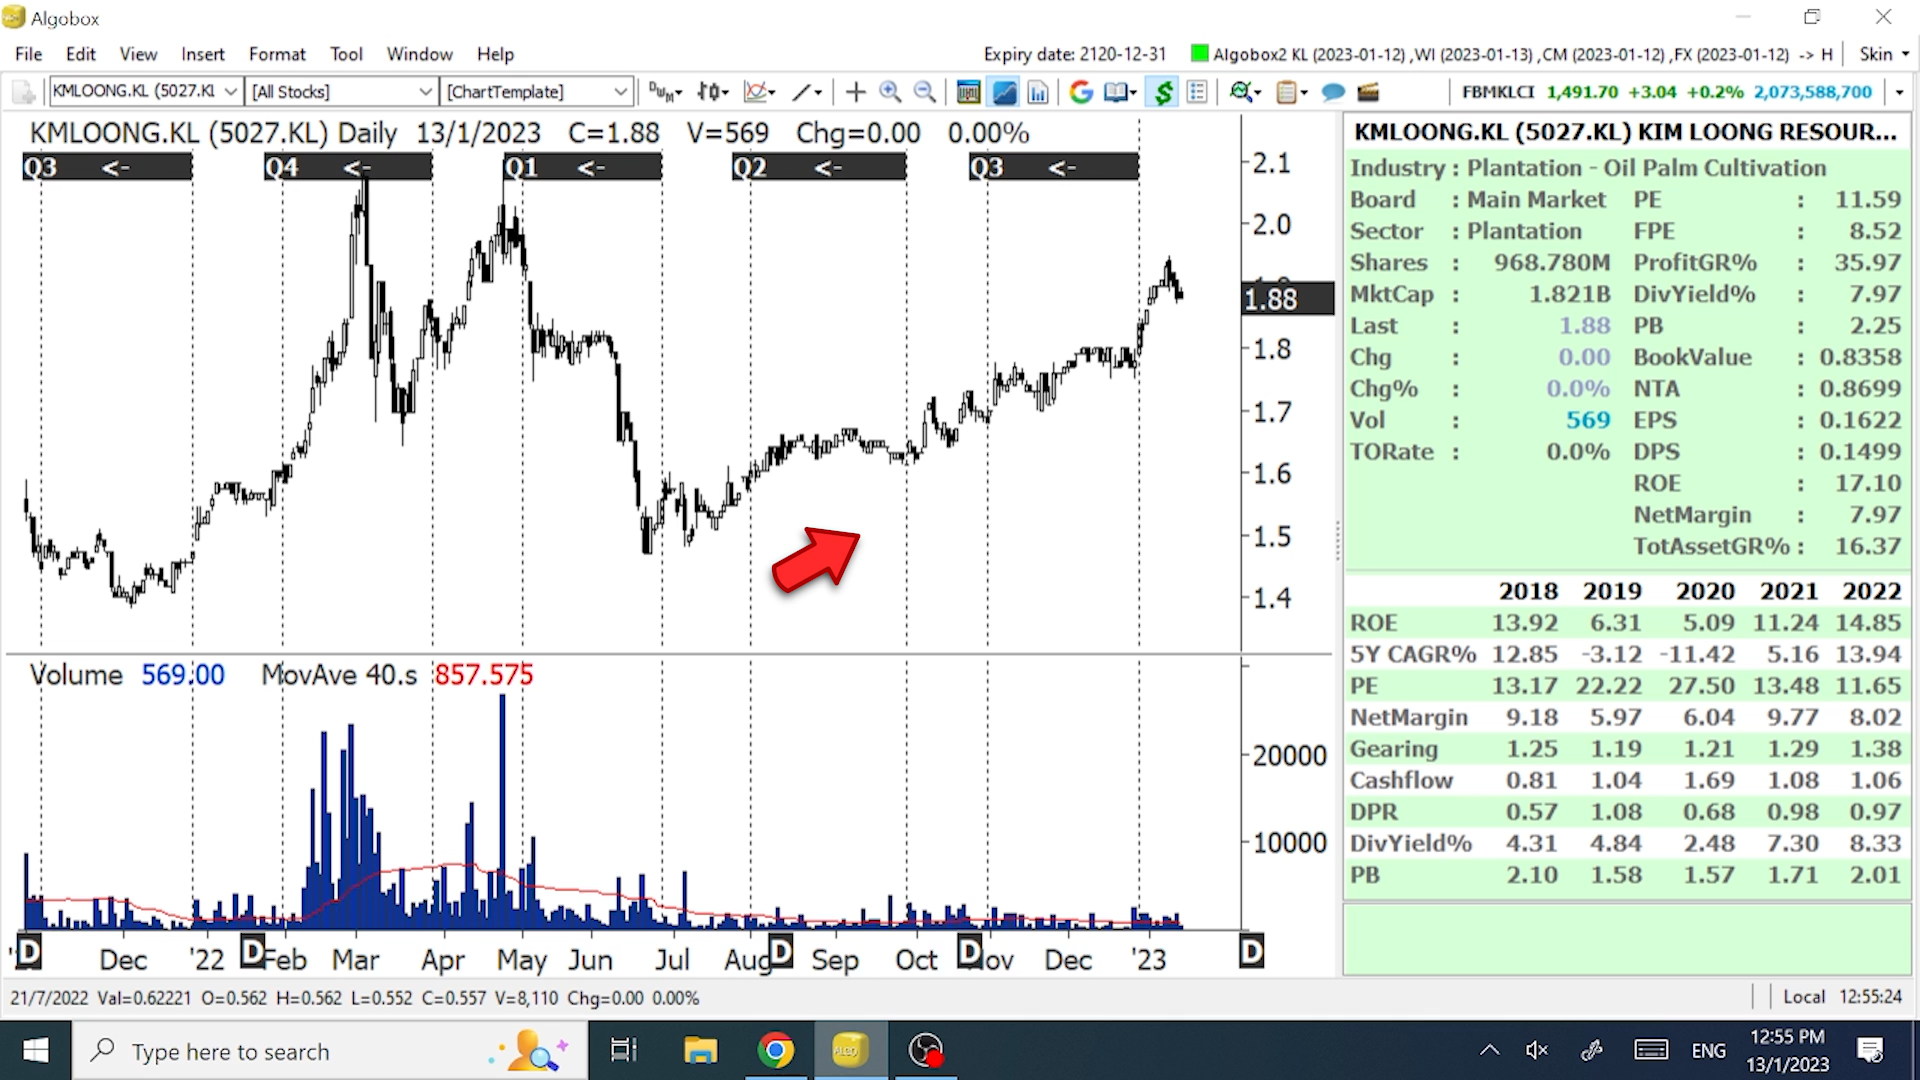 Algobox
File Edit View Insert Format Tool Window Help
Expiry date: 2120-12-31 Algobox2 KL (2023-01-12) ,WI (2023-01-13) ,CM (2023-01-12) ,FX (2023-01-12) -> H Skin
KMLOONG.KL (5027.KL [All Stocks] [ChartTemplate] DWM FBMKLCI 1,491.70 +3.04 +0.2% 2,073,588,700
KMLOONG.KL (5027.KL) Daily 13/1/2023 C=1.88 V=569 Chg=0.00 0.00%
Q3 <- Q4 <- Q1 <- Q2 <- Q3 <-
2.1
2.0
1.88
1.8
1.7
1.6
1.5
1.4
Volume 569.00 MovAve 40.s 857.575
20000
10000
D Dec '22 D Feb Mar Apr May Jun Jul Aug D Sep Oct D Nov Dec '23 D
KMLOONG.KL (5027.KL) KIM LOONG RESOUR...
Industry : Plantation - Oil Palm Cultivation
Board : Main Market PE : 11.59
Sector : Plantation FPE : 8.52
Shares : 968.780M ProfitGR% : 35.97
MktCap : 1.821B DivYield% : 7.97
Last : 1.88 PB : 2.25
Chg : 0.00 BookValue : 0.8358
Chg% : 0.0% NTA : 0.8699
Vol : 569 EPS : 0.1622
TORate : 0.0% DPS : 0.1499
ROE : 17.10
NetMargin : 7.97
TotAssetGR% : 16.37
2018 2019 2020 2021 2022
ROE 13.92 6.31 5.09 11.24 14.85
5Y CAGR% 12.85 -3.12 -11.42 5.16 13.94
PE 13.17 22.22 27.50 13.48 11.65
NetMargin 9.18 5.97 6.04 9.77 8.02
Gearing 1.25 1.19 1.21 1.29 1.38
Cashflow 0.81 1.04 1.69 1.08 1.06
DPR 0.57 1.08 0.68 0.98 0.97
DivYield% 4.31 4.84 2.48 7.30 8.33
PB 2.10 1.58 1.57 1.71 2.01
21/7/2022 Val=0.62221 O=0.562 H=0.562 L=0.552 C=0.557 V=8,110 Chg=0.00 0.00%
Local 12:55:24
Type here to search
ALGO
ENG
12:55 PM
13/1/2023